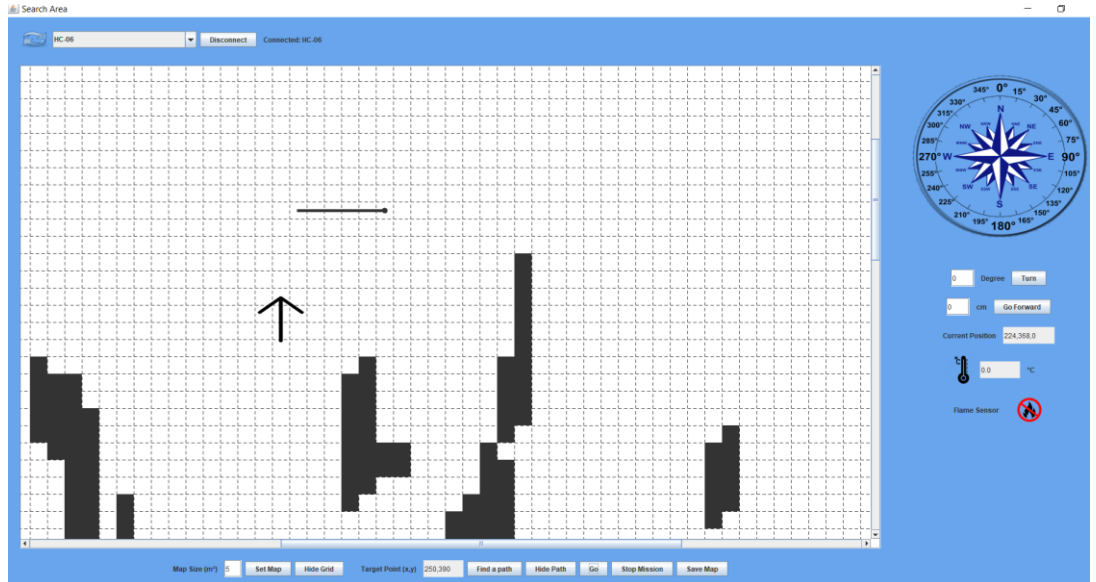 Search Area
HC-06 Disconnect Connected: HC-06
345° 0° 15°
330° 30°
315° N 45°
300° NW NE 60°
285° 75°
270° W E 90°
255° 105°
240° SW SE 120°
225° S 135°
210° 150°
195° 180° 165°
0 Degree Turn
0 cm Go Forward
Current Position 224,368,0
°C 0.0 °C
Flame Sensor
Map Size (m²) 5 Set Map Hide Grid Target Point (x,y) 250,390 Find a path Hide Path Go Stop Mission Save Map